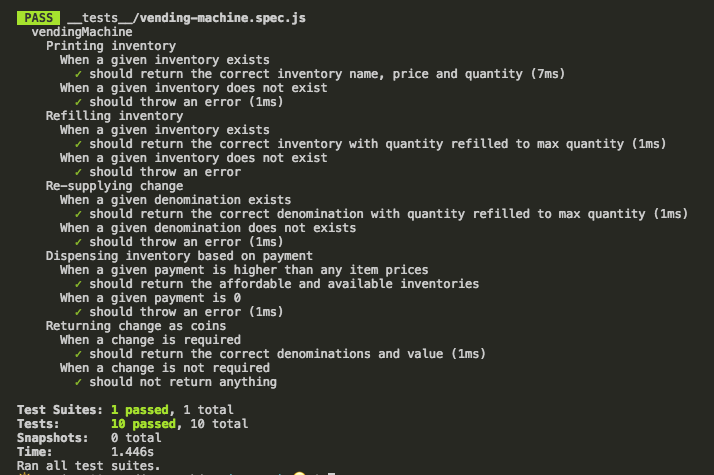 PASS __tests__/vending-machine.spec.js
vendingMachine
Printing inventory
When a given inventory exists
✓ should return the correct inventory name, price and quantity (7ms)
When a given inventory does not exist
✓ should throw an error (1ms)
Refilling inventory
When a given inventory exists
✓ should return the correct inventory with quantity refilled to max quantity (1ms)
When a given inventory does not exist
✓ should throw an error
Re-supplying change
When a given denomination exists
✓ should return the correct denomination with quantity refilled to max quantity (1ms)
When a given denomination does not exists
✓ should throw an error (1ms)
Dispensing inventory based on payment
When a given payment is higher than any item prices
✓ should return the affordable and available inventories
When a given payment is 0
✓ should throw an error (1ms)
Returning change as coins
When a change is required
✓ should return the correct denominations and value (1ms)
When a change is not required
✓ should not return anything
Test Suites: 1 passed, 1 total
Tests: 10 passed, 10 total
Snapshots: 0 total
Time: 1.446s
Ran all test suites.